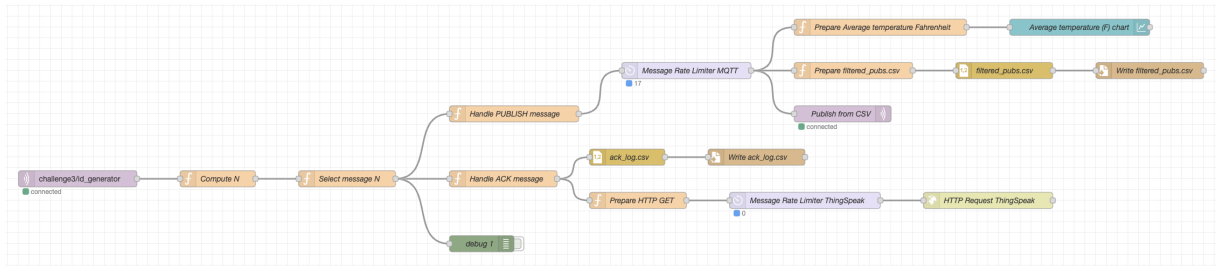 Prepare Average temperature Fahrenheit
Average temperature (F) chart
Message Rate Limiter MQTT
17
Prepare filtered_pubs.csv
filtered_pubs.csv
Write filtered_pubs.csv
Handle PUBLISH message
Publish from CSV
connected
ack_log.csv
Write ack_log.csv
challenge3/id_generator
connected
Compute N
Select message N
Handle ACK message
Prepare HTTP GET
Message Rate Limiter ThingSpeak
0
HTTP Request ThingSpeak
debug 1